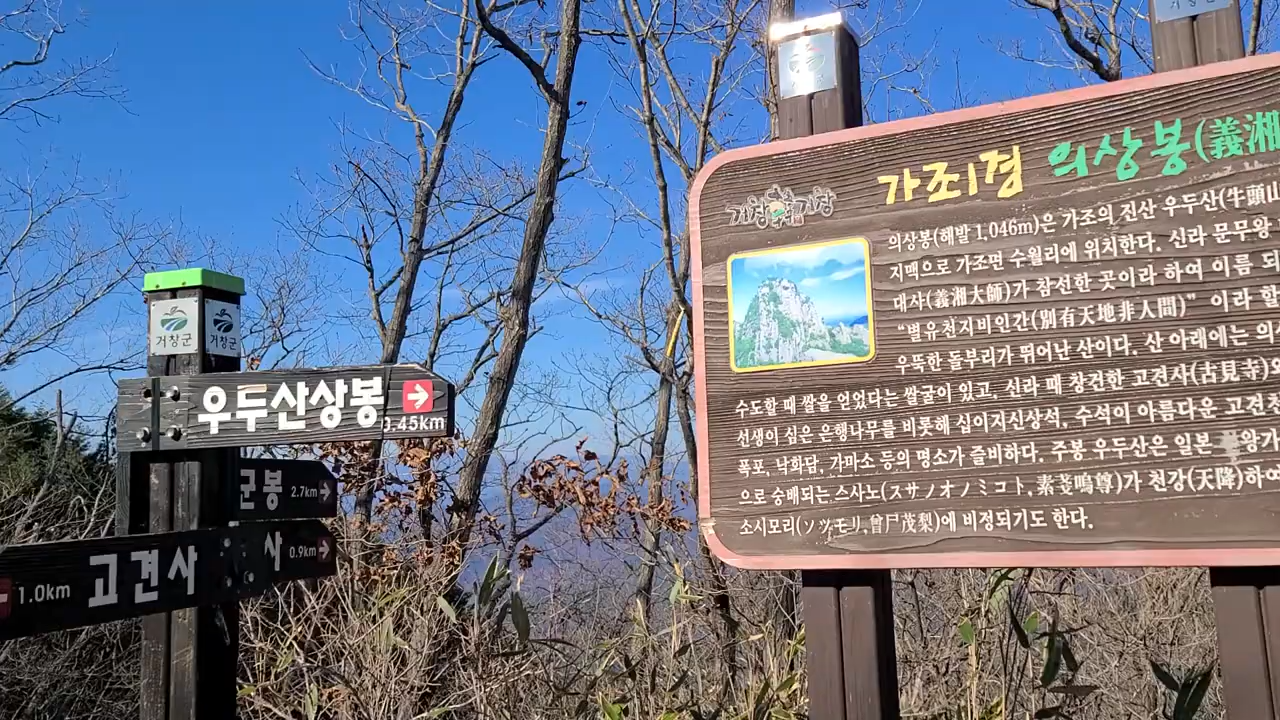 거창군
거창군
우두산상봉
3.45km
군봉 2.7km
사 0.9km
1.0km 고견사
거창
가조1경 의상봉(義湘
의상봉(해발 1,046m)은 가조의 진산 우두산(牛頭山
지맥으로 가조면 수월리에 위치한다. 신라 문무왕
대사(義湘大師)가 참선한 곳이라 하여 이름 되
“별유천지비인간(別有天地非人間)” 이라 할
우뚝한 돌부리가 뛰어난 산이다. 산 아래에는 의
수도할 때 쌀을 얻었다는 쌀굴이 있고, 신라 때 창건한 고견사(古見寺)와
선생이 심은 은행나무를 비롯해 십이지신상석, 수석이 아름다운 고견천
폭포, 낙화담, 가마소 등의 명소가 즐비하다. 주봉 우두산은 일본 왕가
으로 숭배되는 스사노(スサノオノミコト, 素戔嗚尊)가 천강(天降)하여
소시모리(ソシモリ,曾尸茂梨)에 비정되기도 한다.